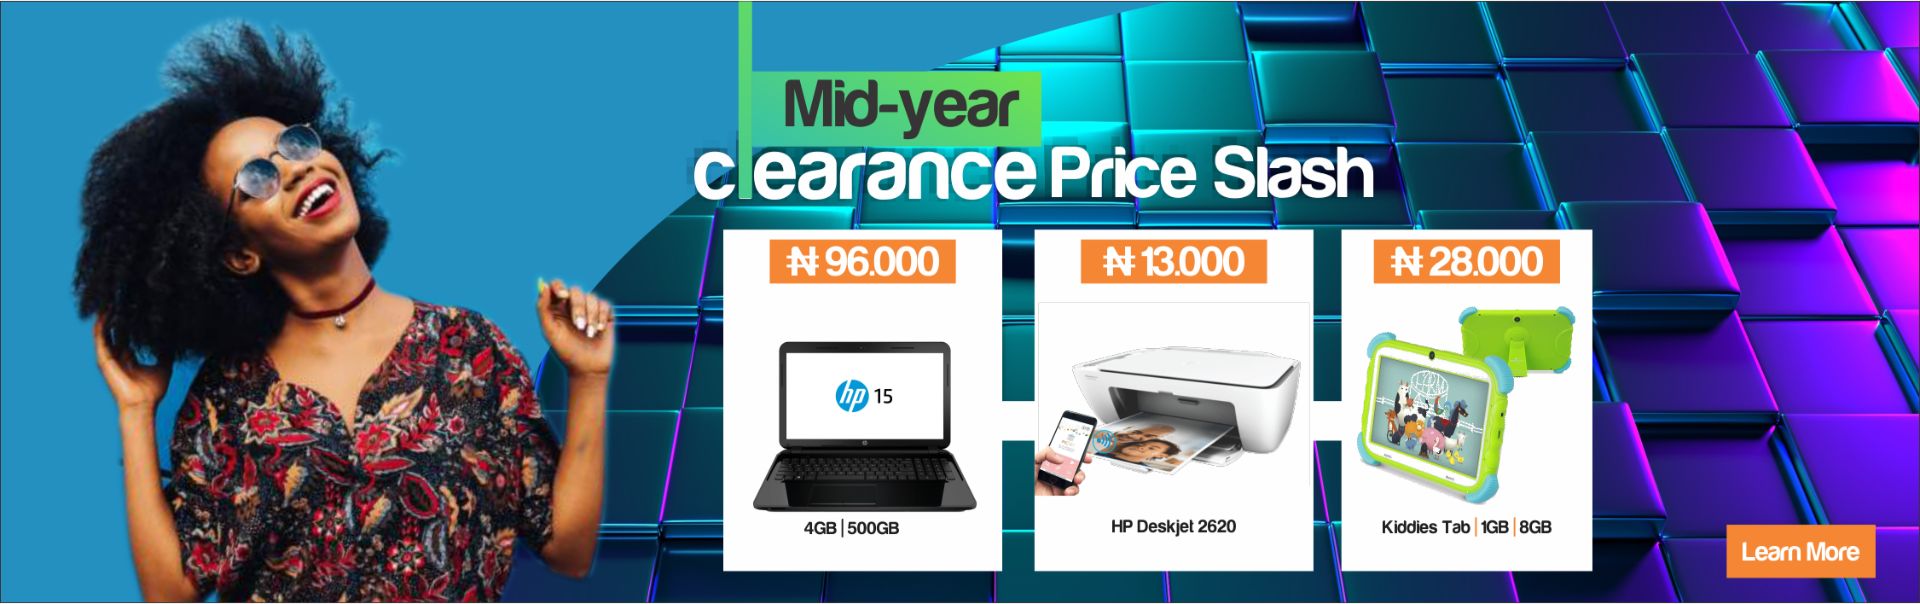 Mid-year
clearance Price Slash
₦ 96.000
hp 15
4GB | 500GB
₦ 13.000
HP Deskjet 2620
₦ 28.000
Kiddies Tab | 1GB | 8GB
Learn More